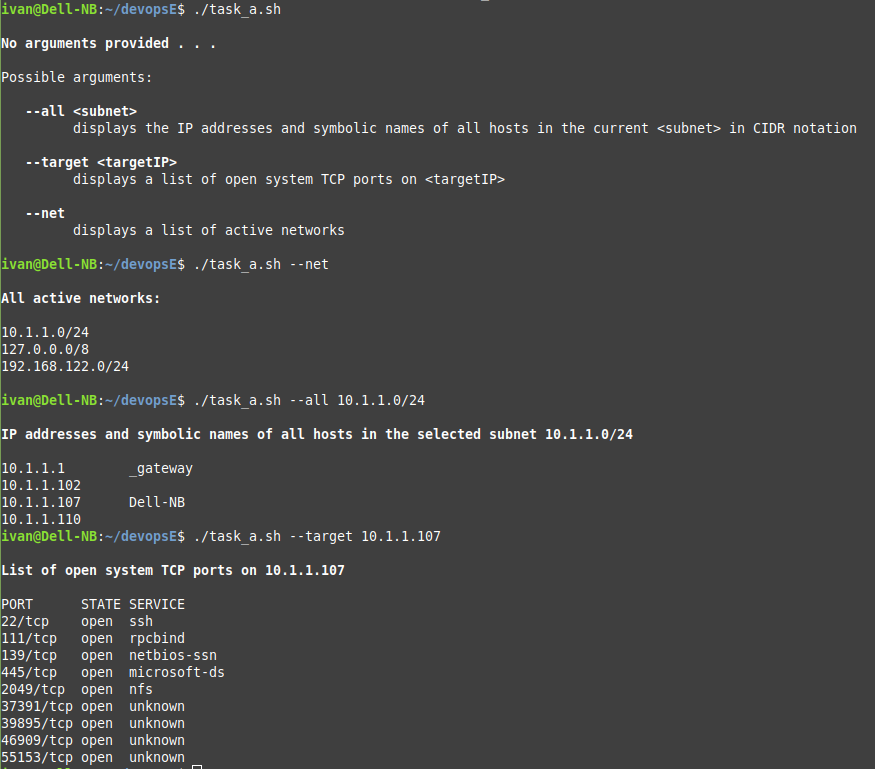 ivan@Dell-NB:~/devopsE$ ./task_a.sh
No arguments provided . . .
Possible arguments:
--all <subnet>
displays the IP addresses and symbolic names of all hosts in the current <subnet> in CIDR notation
--target <targetIP>
displays a list of open system TCP ports on <targetIP>
--net
displays a list of active networks
ivan@Dell-NB:~/devopsE$ ./task_a.sh --net
All active networks:
10.1.1.0/24
127.0.0.0/8
192.168.122.0/24
ivan@Dell-NB:~/devopsE$ ./task_a.sh --all 10.1.1.0/24
IP addresses and symbolic names of all hosts in the selected subnet 10.1.1.0/24
10.1.1.1        _gateway
10.1.1.102
10.1.1.107      Dell-NB
10.1.1.110
ivan@Dell-NB:~/devopsE$ ./task_a.sh --target 10.1.1.107
List of open system TCP ports on 10.1.1.107
PORT      STATE SERVICE
22/tcp    open  ssh
111/tcp   open  rpcbind
139/tcp   open  netbios-ssn
445/tcp   open  microsoft-ds
2049/tcp  open  nfs
37391/tcp open  unknown
39895/tcp open  unknown
46909/tcp open  unknown
55153/tcp open  unknown